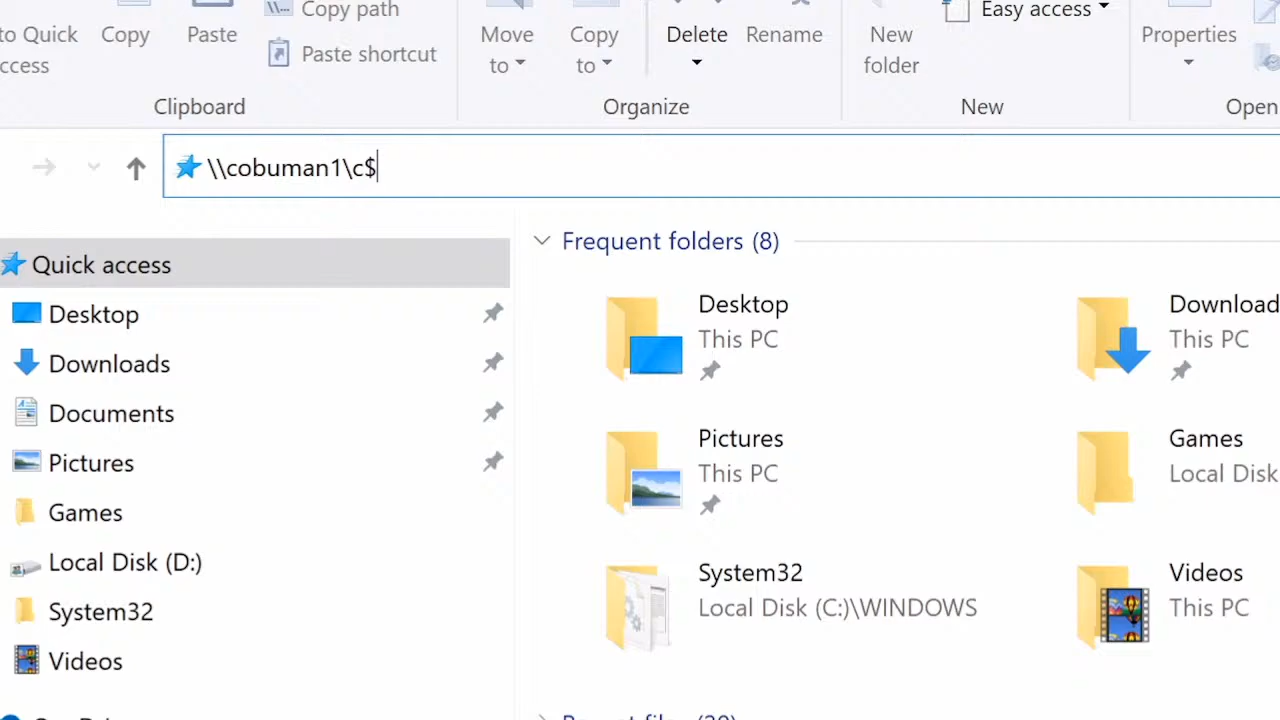 to Quick
ccess
Copy
Paste
Copy path
Paste shortcut
Clipboard
Move
to
Copy
to
Delete
Rename
Organize
New
folder
Easy access
New
Properties
Open
\\cobuman1\c$
Quick access
Desktop
Downloads
Documents
Pictures
Games
Local Disk (D:)
System32
Videos
Frequent folders (8)
Desktop
This PC
Download
This PC
Pictures
This PC
Games
Local Disk
System32
Local Disk (C:)\WINDOWS
Videos
This PC